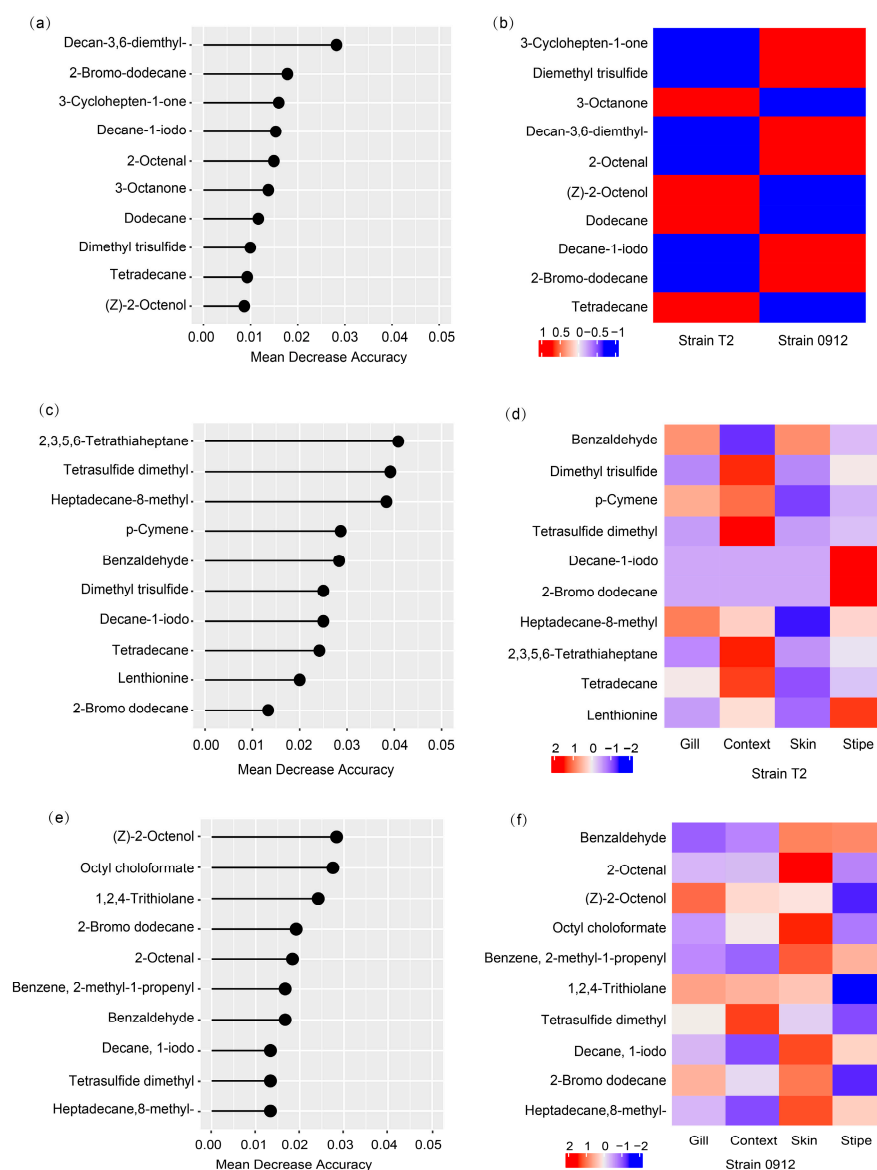 (a)
Decan-3,6-diemthyl-
2-Bromo-dodecane
3-Cyclohepten-1-one
Decane-1-iodo
2-Octenal
3-Octanone
Dodecane
Dimethyl trisulfide
Tetradecane
(Z)-2-Octenol
0.00 0.01 0.02 0.03 0.04 0.05
Mean Decrease Accuracy
(b)
3-Cyclohepten-1-one
Diemethyl trisulfide
3-Octanone
Decan-3,6-diemthyl-
2-Octenal
(Z)-2-Octenol
Dodecane
Decane-1-iodo
2-Bromo-dodecane
Tetradecane
1 0.5 0-0.5 -1
Strain T2 Strain 0912
(c)
2,3,5,6-Tetrathiaheptane
Tetrasulfide dimethyl
Heptadecane-8-methyl
p-Cymene
Benzaldehyde
Dimethyl trisulfide
Decane-1-iodo
Tetradecane
Lenthionine
2-Bromo dodecane
0.00 0.01 0.02 0.03 0.04 0.05
Mean Decrease Accuracy
(d)
Benzaldehyde
Dimethyl trisulfide
p-Cymene
Tetrasulfide dimethyl
Decane-1-iodo
2-Bromo dodecane
Heptadecane-8-methyl
2,3,5,6-Tetrathiaheptane
Tetradecane
Lenthionine
Gill Context Skin Stipe
2 1 0 -1 -2
Strain T2
(e)
(Z)-2-Octenol
Octyl choloformate
1,2,4-Trithiolane
2-Bromo dodecane
2-Octenal
Benzene, 2-methyl-1-propenyl
Benzaldehyde
Decane, 1-iodo
Tetrasulfide dimethyl
Heptadecane,8-methyl-
0.00 0.01 0.02 0.03 0.04 0.05
Mean Decrease Accuracy
(f)
Benzaldehyde
2-Octenal
(Z)-2-Octenol
Octyl choloformate
Benzene, 2-methyl-1-propenyl
1,2,4-Trithiolane
Tetrasulfide dimethyl
Decane, 1-iodo
2-Bromo dodecane
Heptadecane,8-methyl-
Gill Context Skin Stipe
2 1 0 -1 -2
Strain 0912